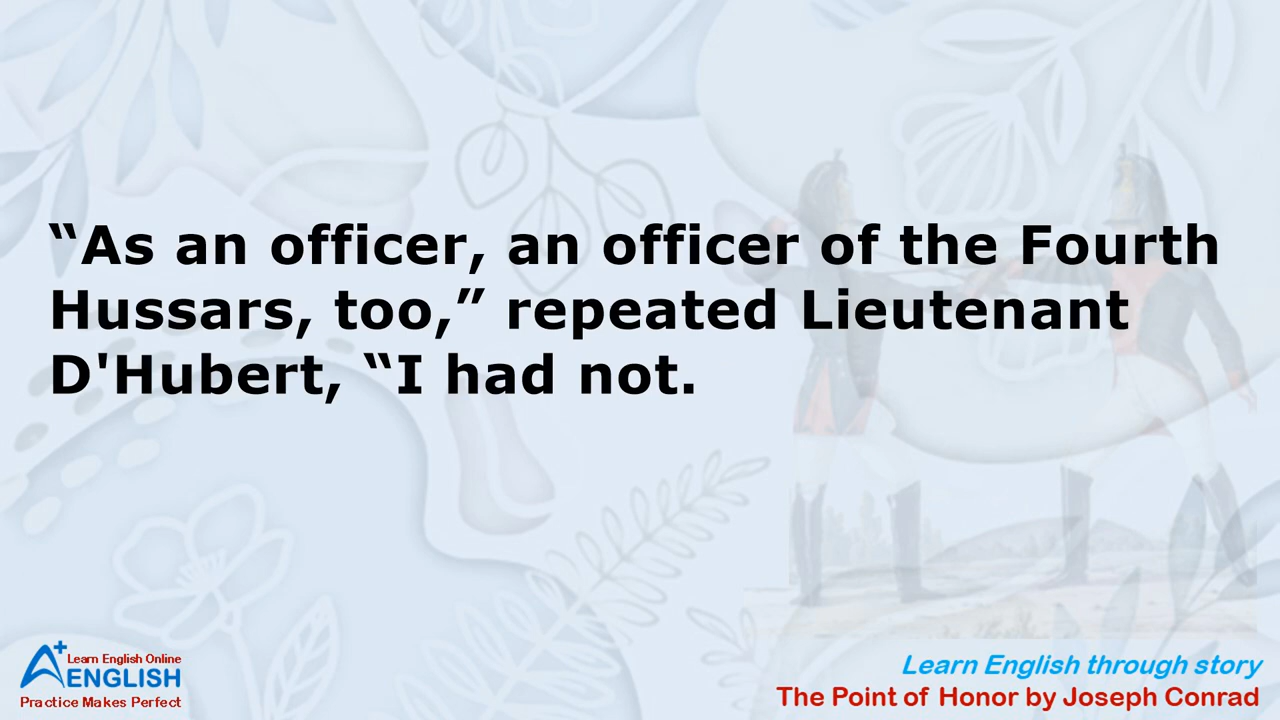 “As an officer, an officer of the Fourth
Hussars, too,” repeated Lieutenant
D'Hubert, “I had not.
A+
Learn English Online
ENGLISH
Practice Makes Perfect
Learn English through story
The Point of Honor by Joseph Conrad